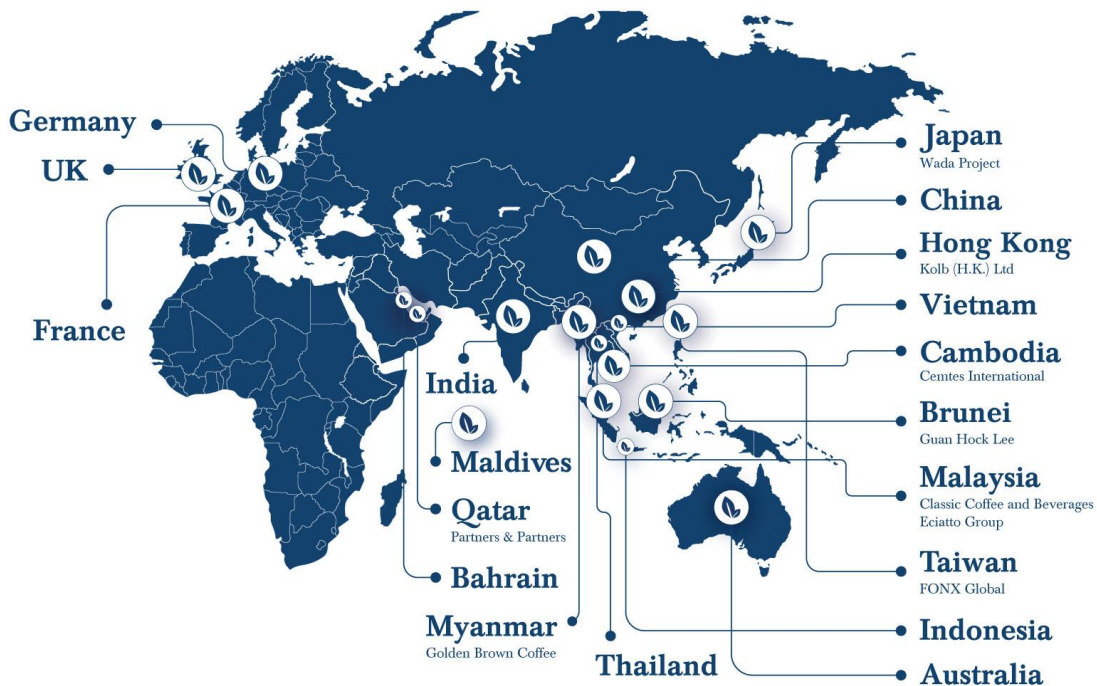 Germany
UK
France
India
Maldives
Qatar
Partners & Partners
Bahrain
Myanmar
Golden Brown Coffee
Thailand
Japan
Wada Project
China
Hong Kong
Kolb (H.K.) Ltd
Vietnam
Cambodia
Cemtes International
Brunei
Guan Hock Lee
Malaysia
Classic Coffee and Beverages
Eciatto Group
Taiwan
FONX Global
Indonesia
Australia